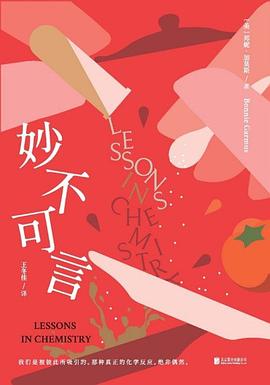 [美]邦妮·加莫斯 / 著
Bonnie Garmus
LESSONS
IN
CHEMISTRY
妙不可言
王冬佳 / 译
LESSONS
IN CHEMISTRY
我们是被彼此所吸引的,那种真正的化学反应,绝非偶然。